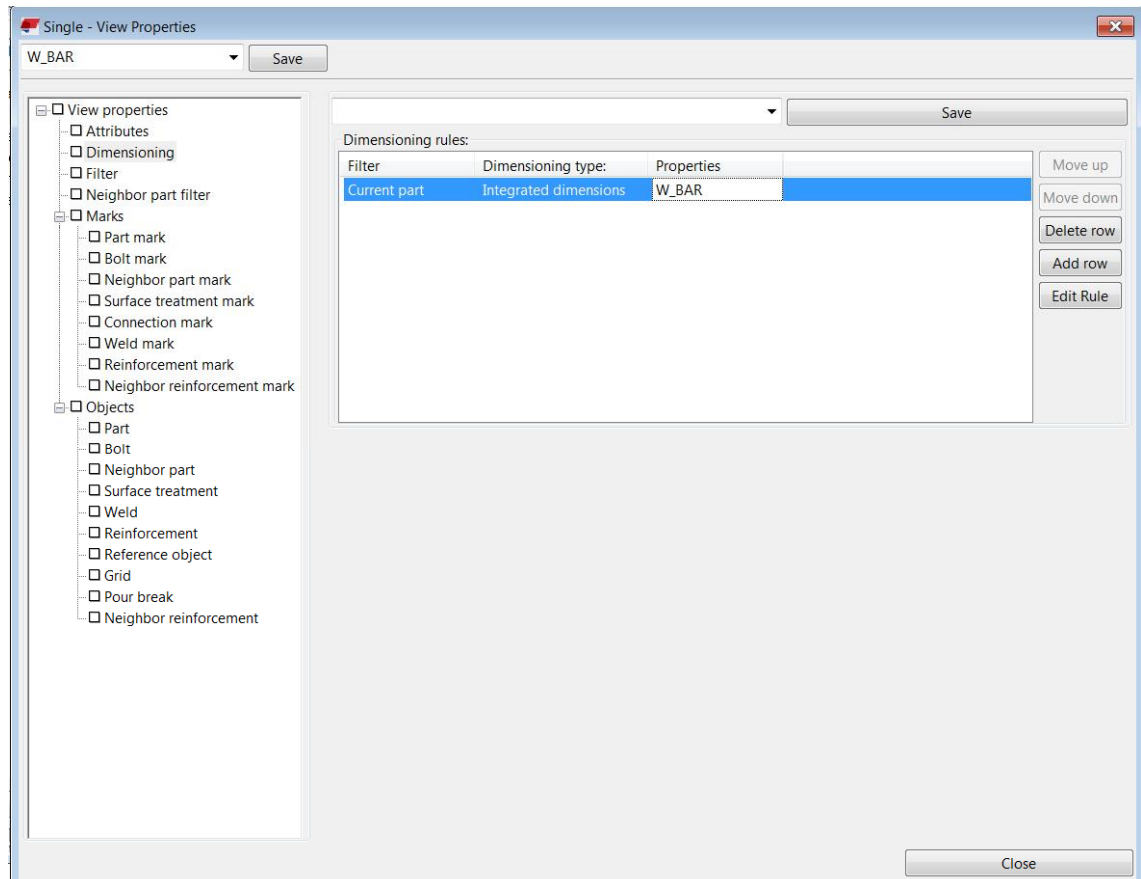 Single - View Properties
W_BAR
Save
View properties
Attributes
Dimensioning
Filter
Neighbor part filter
Marks
Part mark
Bolt mark
Neighbor part mark
Surface treatment mark
Connection mark
Weld mark
Reinforcement mark
Neighbor reinforcement mark
Objects
Part
Bolt
Neighbor part
Surface treatment
Weld
Reinforcement
Reference object
Grid
Pour break
Neighbor reinforcement
Save
Dimensioning rules:
Filter Dimensioning type: Properties
Current part Integrated dimensions W_BAR
Move up
Move down
Delete row
Add row
Edit Rule
Close